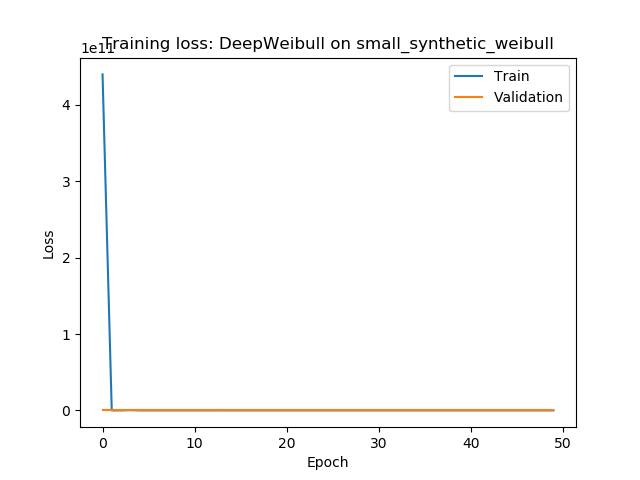 Training loss: DeepWeibull on small_synthetic_weibull
1e11
Train
Validation
4
3
2
1
0
Loss
0 10 20 30 40 50
Epoch